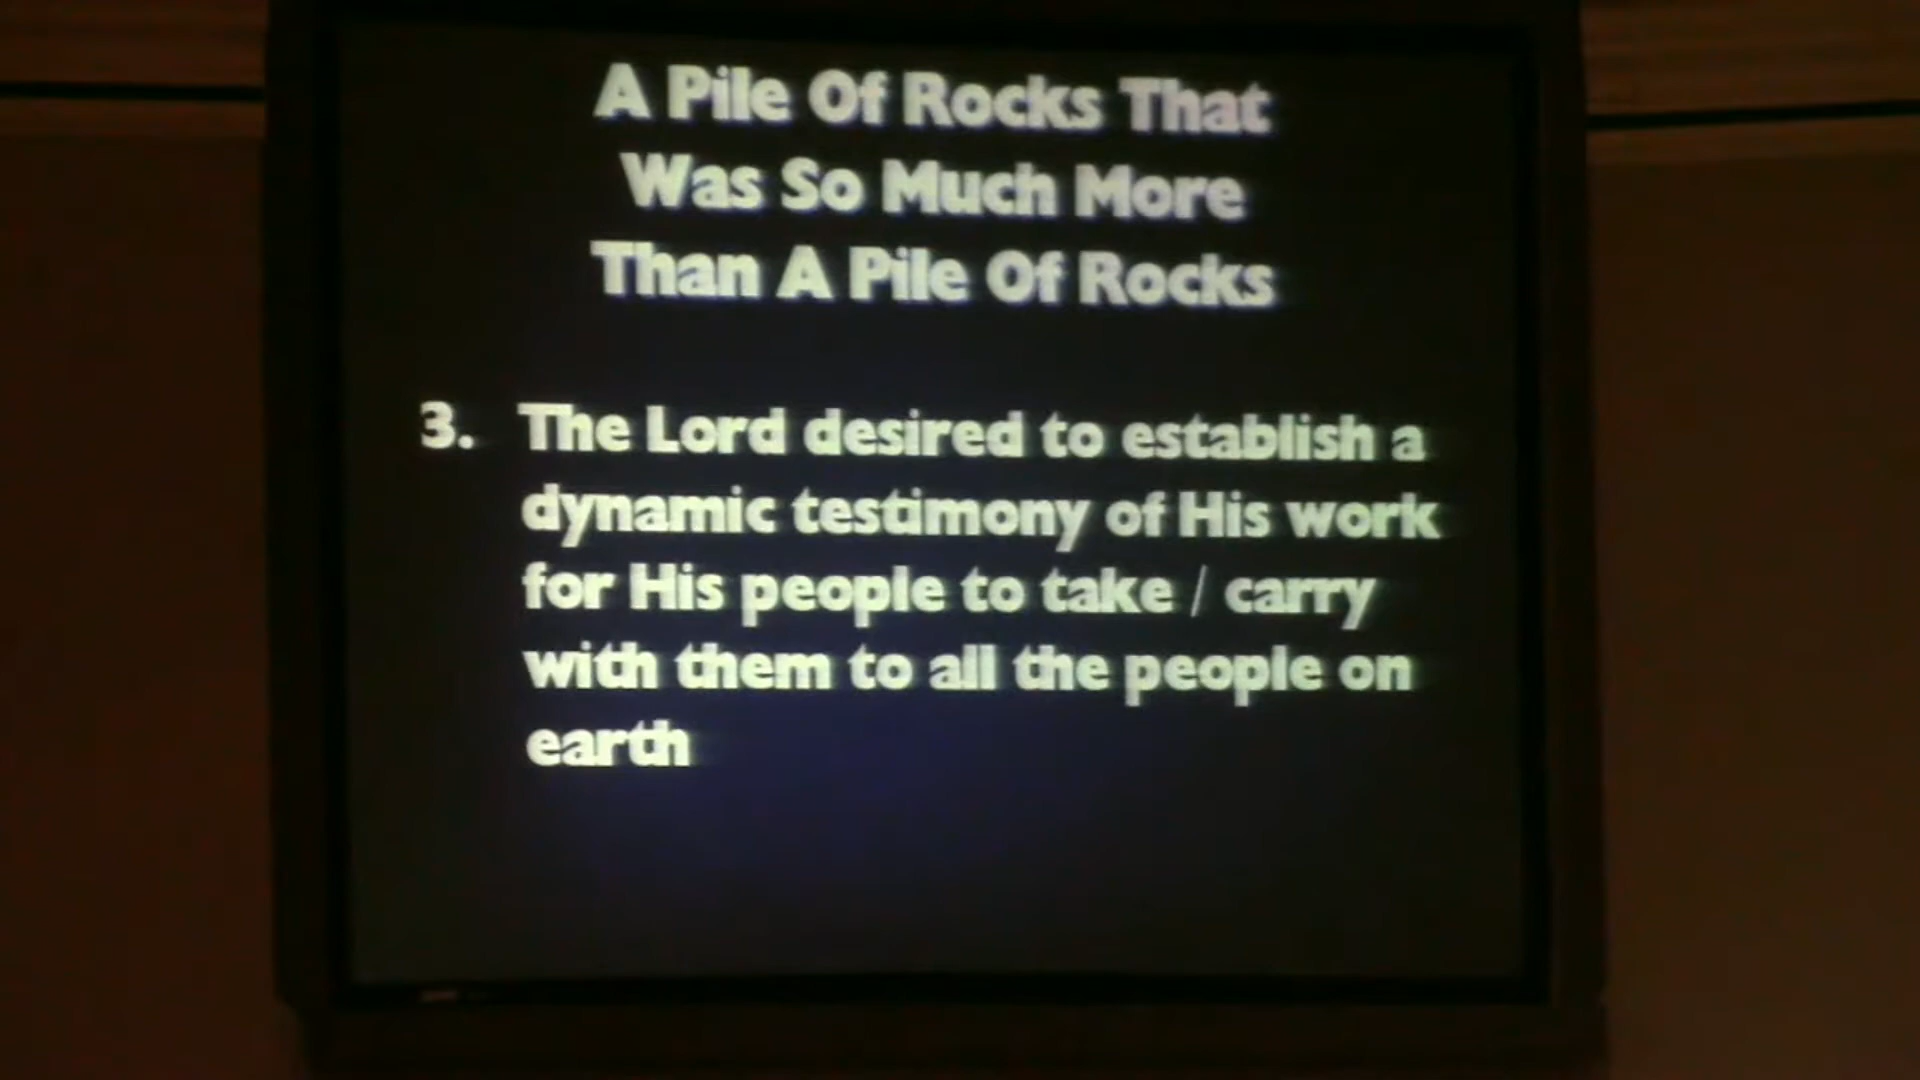 A Pile Of Rocks That
Was So Much More
Than A Pile Of Rocks
3. The Lord desired to establish a
dynamic testimony of His work
for His people to take / carry
with them to all the people on
earth